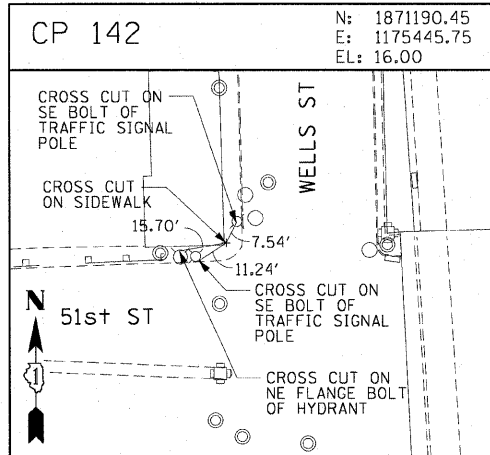 CP 142
N: 1871190.45
E: 1175445.75
EL: 16.00
CROSS CUT ON
SE BOLT OF
TRAFFIC SIGNAL
POLE
WELLS ST
CROSS CUT
ON SIDEWALK
15.70'
7.54'
11.24'
CROSS CUT ON
SE BOLT OF
TRAFFIC SIGNAL
POLE
N
51st ST
1
CROSS CUT ON
NE FLANGE BOLT
OF HYDRANT